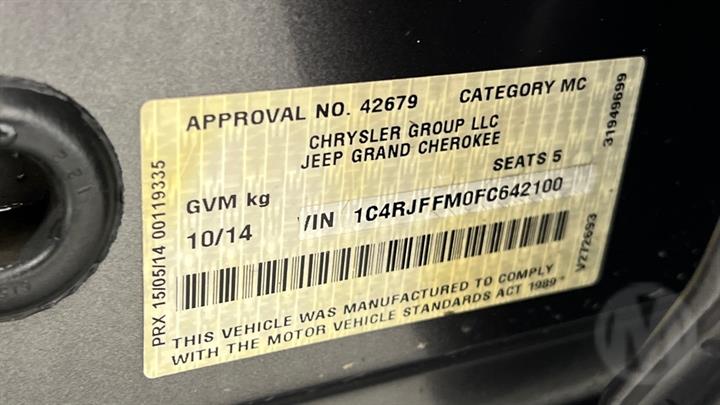 APPROVAL NO. 42679 CATEGORY MC
CHRYSLER GROUP LLC
JEEP GRAND CHEROKEE
SEATS 5
GVM kg
10/14
VIN 1C4RJFFM0FC642100
THIS VEHICLE WAS MANUFACTURED TO COMPLY
WITH THE MOTOR VEHICLE STANDARDS ACT 1989
PRX 15/05/14 00119335
31949699
V272693